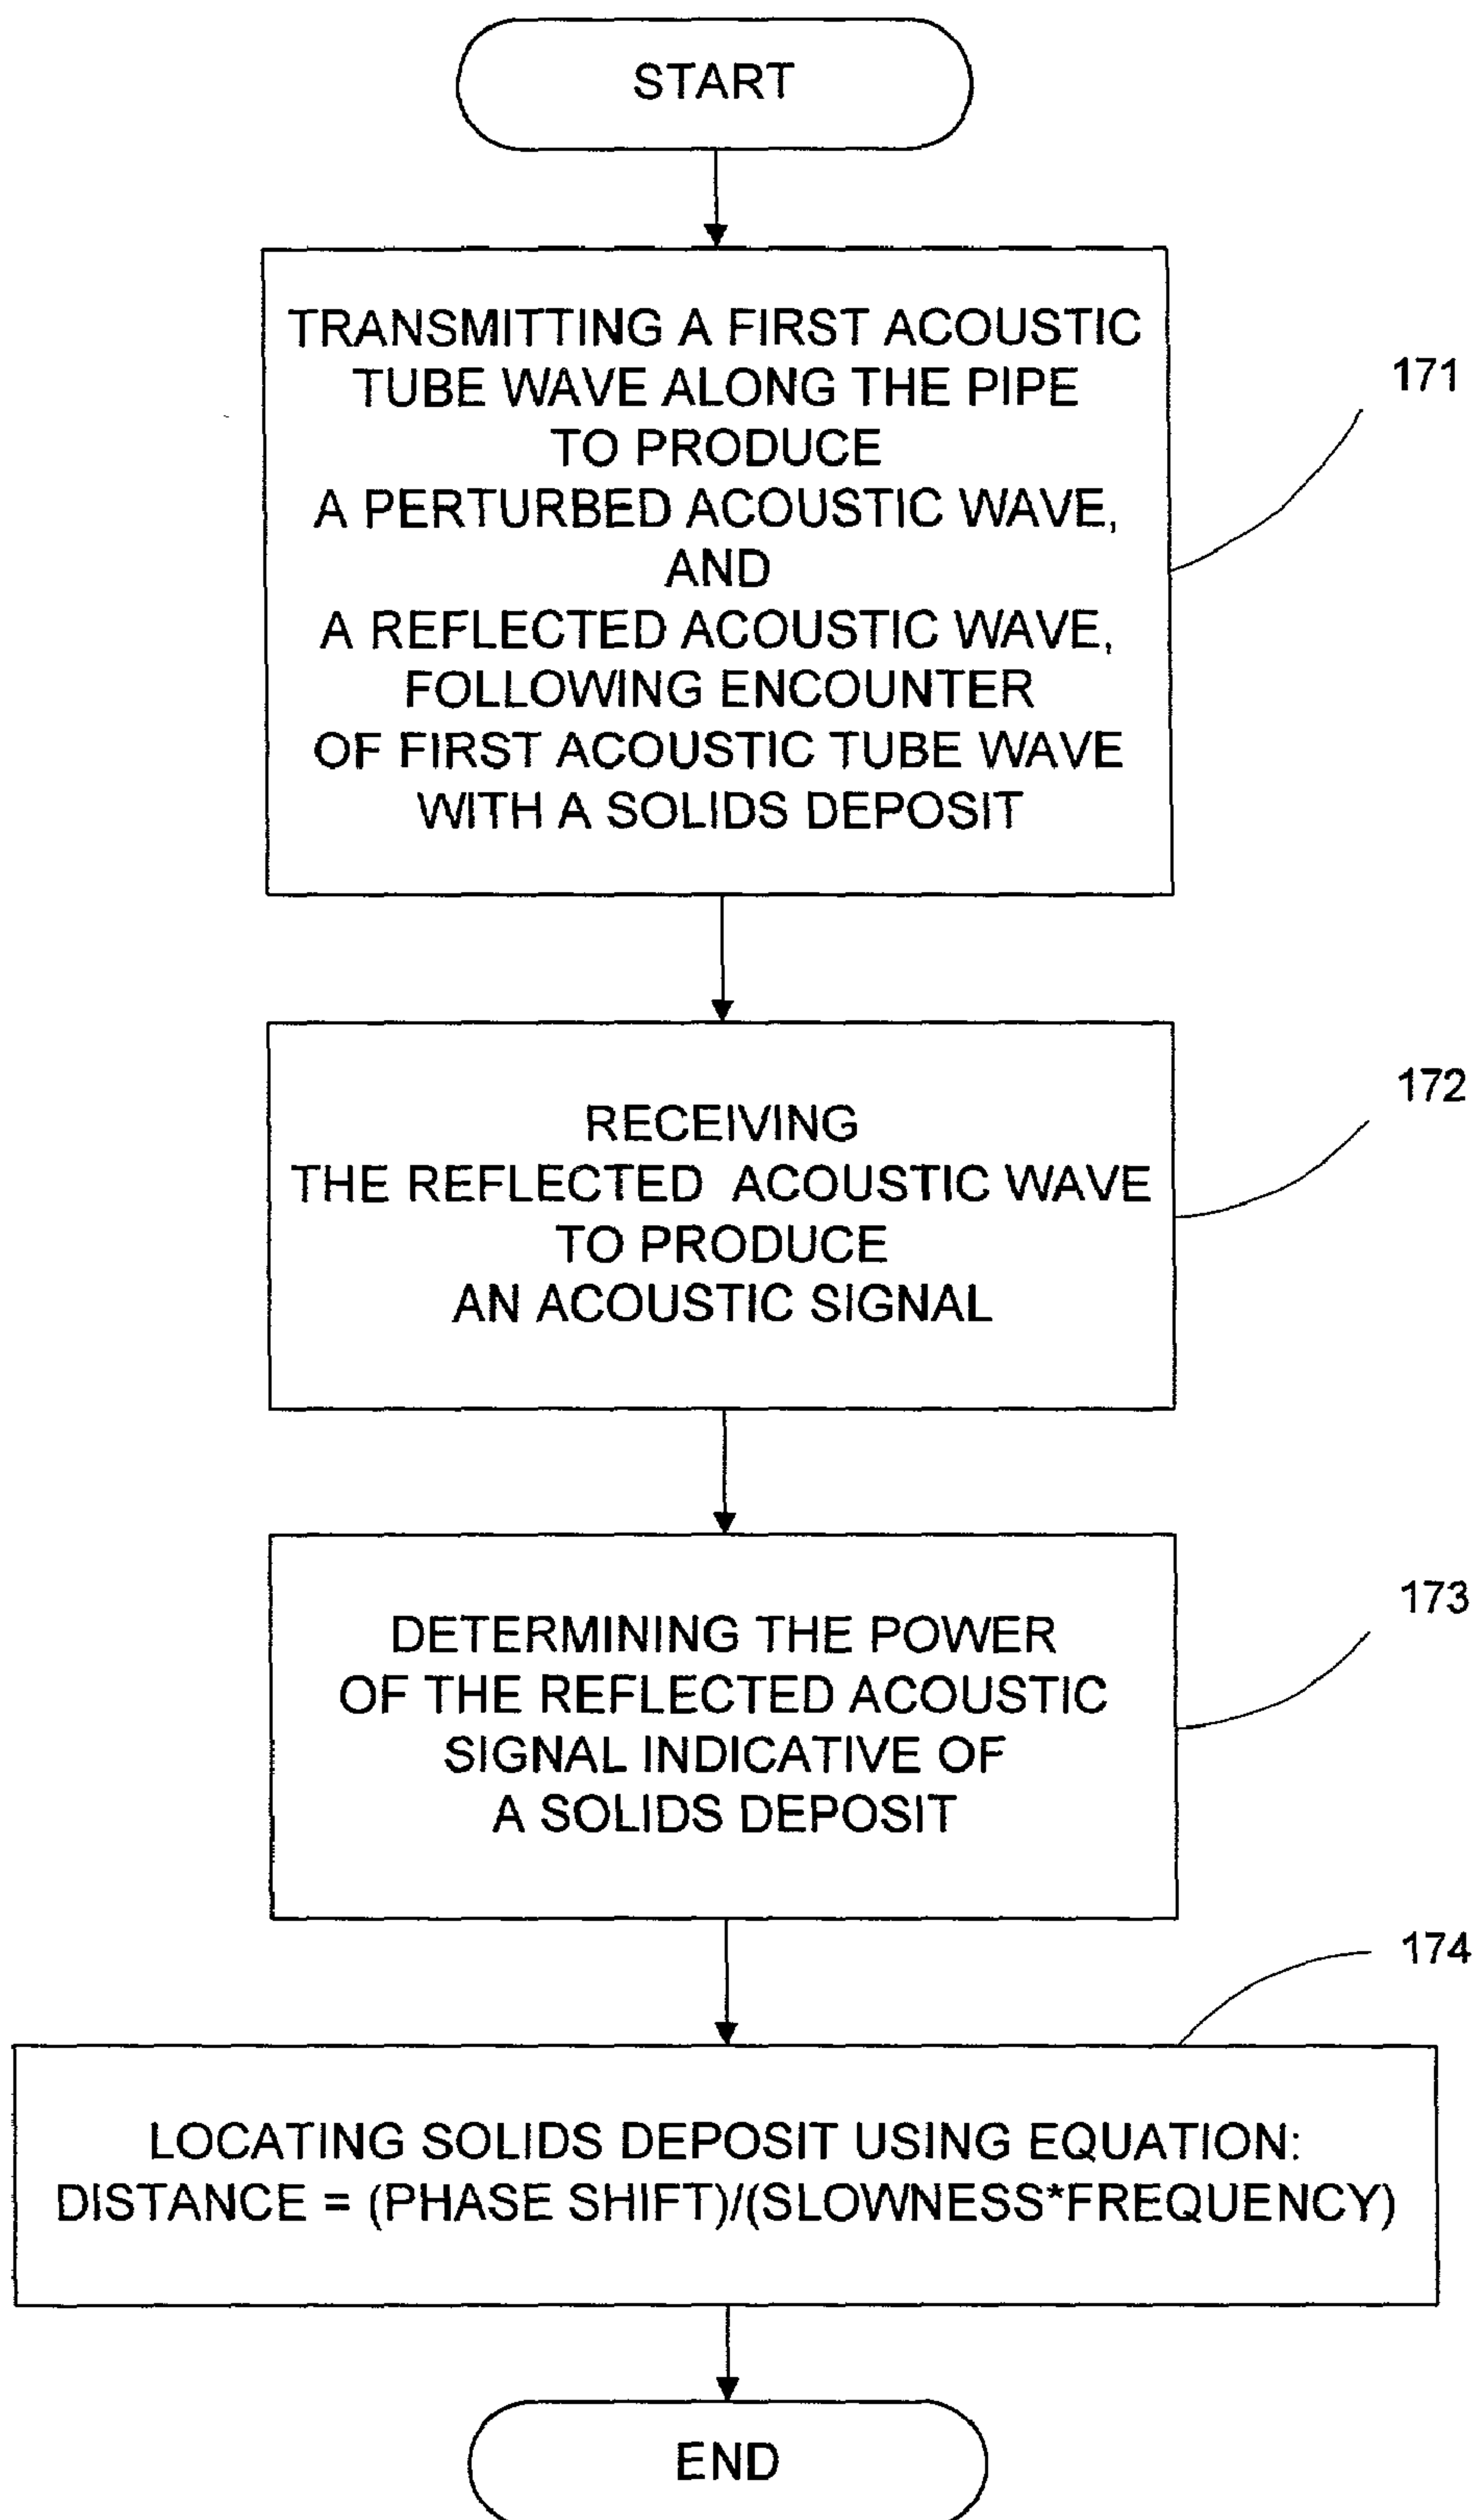 START
TRANSMITTING A FIRST ACOUSTIC
TUBE WAVE ALONG THE PIPE
TO PRODUCE
A PERTURBED ACOUSTIC WAVE,
AND
A REFLECTED ACOUSTIC WAVE,
FOLLOWING ENCOUNTER
OF FIRST ACOUSTIC TUBE WAVE
WITH A SOLIDS DEPOSIT
171
RECEIVING
THE REFLECTED ACOUSTIC WAVE
TO PRODUCE
AN ACOUSTIC SIGNAL
172
DETERMINING THE POWER
OF THE REFLECTED ACOUSTIC
SIGNAL INDICATIVE OF
A SOLIDS DEPOSIT
173
174
LOCATING SOLIDS DEPOSIT USING EQUATION:
DISTANCE = (PHASE SHIFT)/(SLOWNESS*FREQUENCY)
END